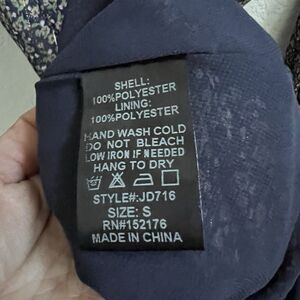 SHELL:
100%POLYESTER
LINING:
100%POLYESTER
HAND WASH COLD
DO NOT BLEACH
LOW IRON IF NEEDED
HANG TO DRY
STYLE#:JD716
SIZE: S
RN#152176
MADE IN CHINA